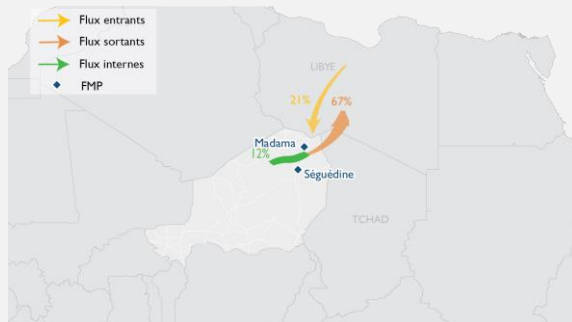 Flux entrants
Flux sortants
Flux internes
FMP
LIBYE
21%
67%
Madama
12%
Séguédine
TCHAD